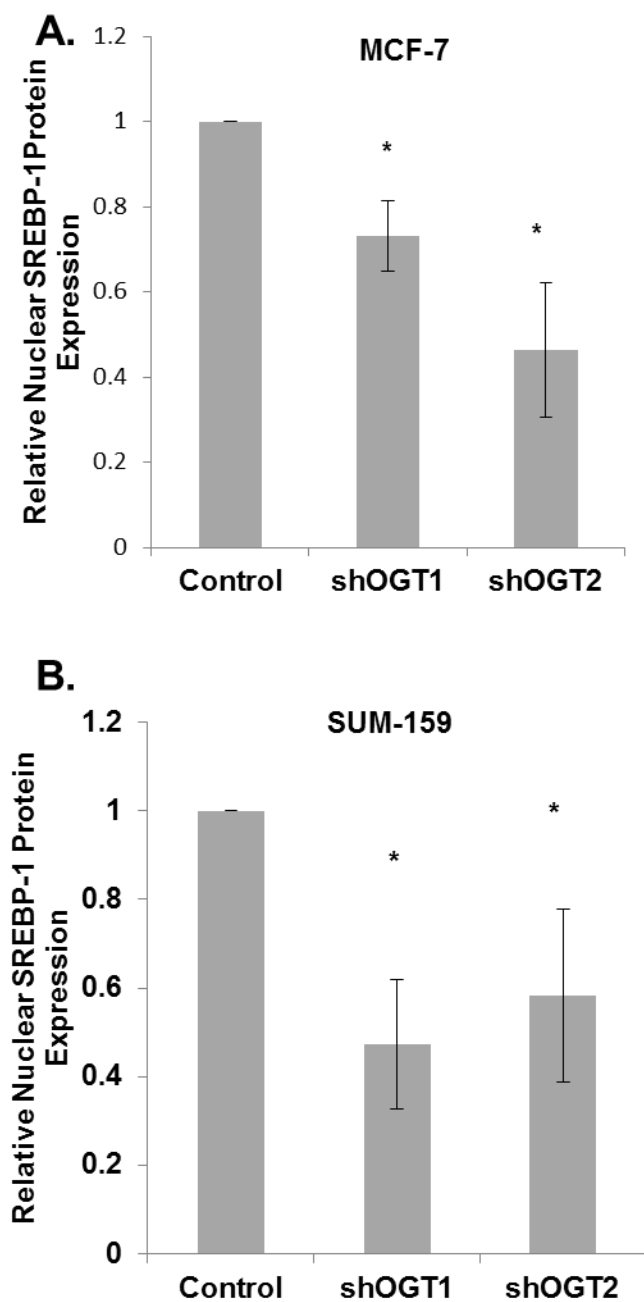 A.
MCF-7
Relative Nuclear SREBP-1Protein
Expression
1.2
1
0.8
0.6
0.4
0.2
0
*
*
Control
shOGT1
shOGT2
B.
SUM-159
Relative Nuclear SREBP-1 Protein
Expression
1.2
1
0.8
0.6
0.4
0.2
0
*
*
Control
shOGT1
shOGT2